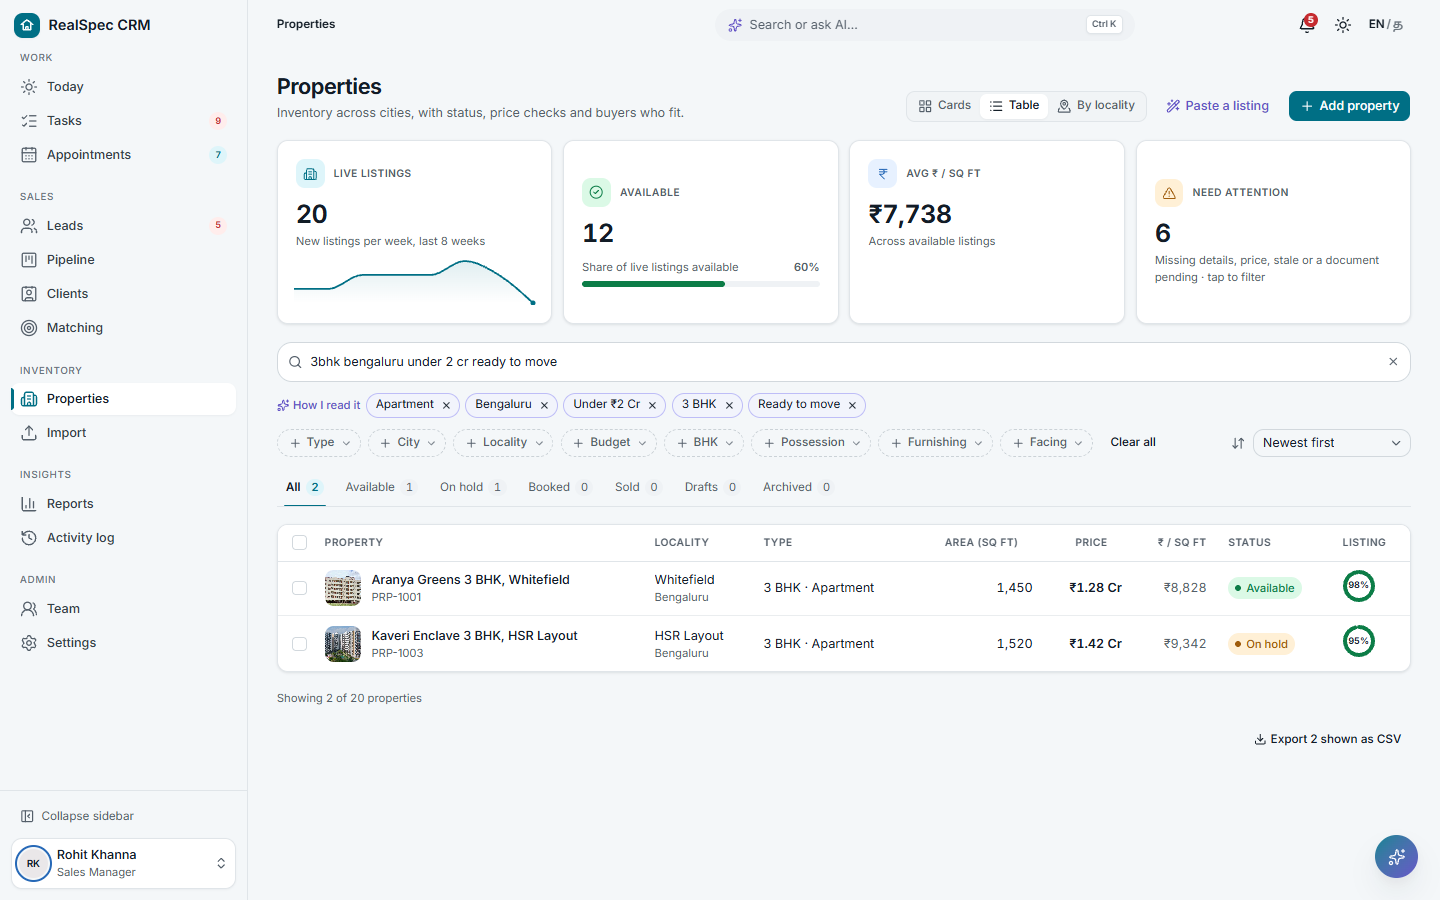 RealSpec CRM
WORK
Today
Tasks 9
Appointments 7
SALES
Leads 5
Pipeline
Clients
Matching
INVENTORY
Properties
Import
INSIGHTS
Reports
Activity log
ADMIN
Team
Settings
Collapse sidebar
RK Rohit Khanna
Sales Manager
Properties
Search or ask AI... Ctrl K
5
EN / த
Properties
Inventory across cities, with status, price checks and buyers who fit.
Cards Table By locality Paste a listing + Add property
LIVE LISTINGS
20
New listings per week, last 8 weeks
AVAILABLE
12
Share of live listings available 60%
₹ AVG ₹ / SQ FT
₹7,738
Across available listings
NEED ATTENTION
6
Missing details, price, stale or a document
pending · tap to filter
3bhk bengaluru under 2 cr ready to move
How I read it Apartment × Bengaluru × Under ₹2 Cr × 3 BHK × Ready to move ×
+ Type + City + Locality + Budget + BHK + Possession + Furnishing + Facing Clear all Newest first
All 2 Available 1 On hold 1 Booked 0 Sold 0 Drafts 0 Archived 0
PROPERTY LOCALITY TYPE AREA (SQ FT) PRICE ₹ / SQ FT STATUS LISTING
Aranya Greens 3 BHK, Whitefield Whitefield 3 BHK · Apartment 1,450 ₹1.28 Cr ₹8,828 Available 98%
PRP-1001 Bengaluru
Kaveri Enclave 3 BHK, HSR Layout HSR Layout 3 BHK · Apartment 1,520 ₹1.42 Cr ₹9,342 On hold 95%
PRP-1003 Bengaluru
Showing 2 of 20 properties
Export 2 shown as CSV